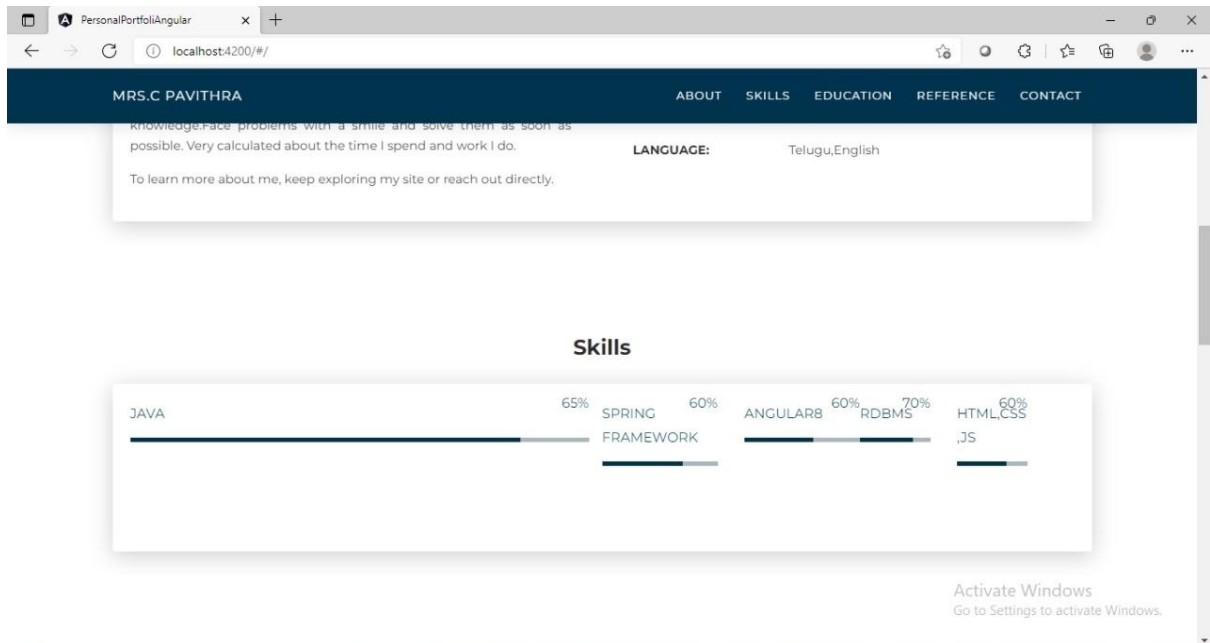 PersonalPortfoliAngular
localhost:4200/#/
MRS.C PAVITHRA ABOUT SKILLS EDUCATION REFERENCE CONTACT
knowledge.Face problems with a smile and solve them as soon as
possible. Very calculated about the time I spend and work I do.
LANGUAGE: Telugu,English
To learn more about me, keep exploring my site or reach out directly.
Skills
JAVA 65%
SPRING 60%
FRAMEWORK
ANGULAR8 60%
RDBMS 70%
HTML,CSS 60%
,JS
Activate Windows
Go to Settings to activate Windows.